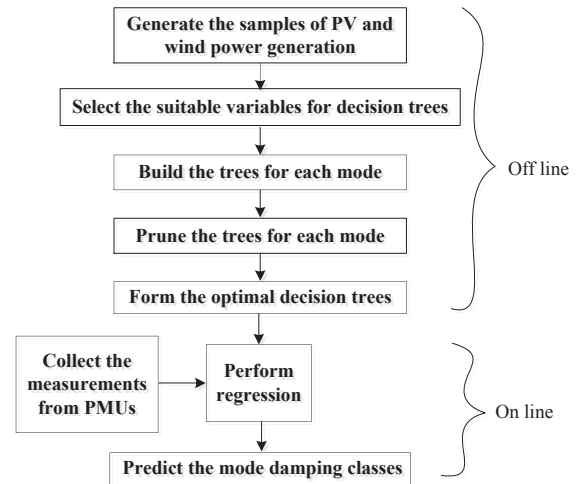 Generate the samples of PV and
wind power generation
Select the suitable variables for decision trees
Build the trees for each mode
Prune the trees for each mode
Form the optimal decision trees
Off line
Collect the
measurements
from PMUs
Perform
regression
Predict the mode damping classes
On line